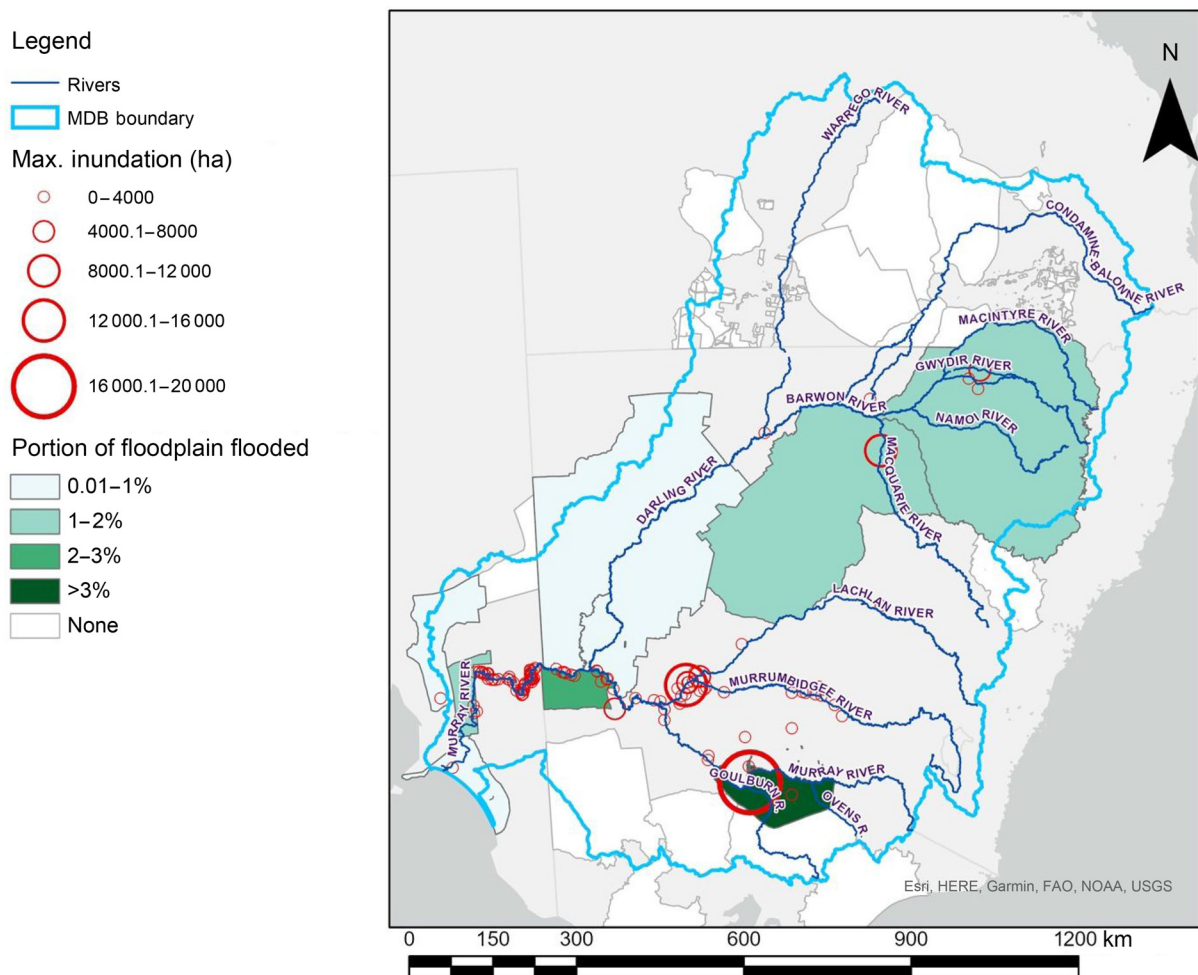 Legend
Rivers
MDB boundary
Max. inundation (ha)
0–4000
4000.1–8000
8000.1–12 000
12 000.1–16 000
16 000.1–20 000
Portion of floodplain flooded
0.01–1%
1–2%
2–3%
>3%
None
N
WARREGO RIVER
CONDAMINE-BALONNE RIVER
MACINTYRE RIVER
GWYDIR RIVER
BARWON RIVER
NAMOI RIVER
MACQUARIE RIVER
DARLING RIVER
LACHLAN RIVER
MURRUMBIDGEE RIVER
MURRAY RIVER
MURRAY RIVER
GOULBURN R.
OVENS R.
Esri, HERE, Garmin, FAO, NOAA, USGS
0 150 300 600 900 1200 km